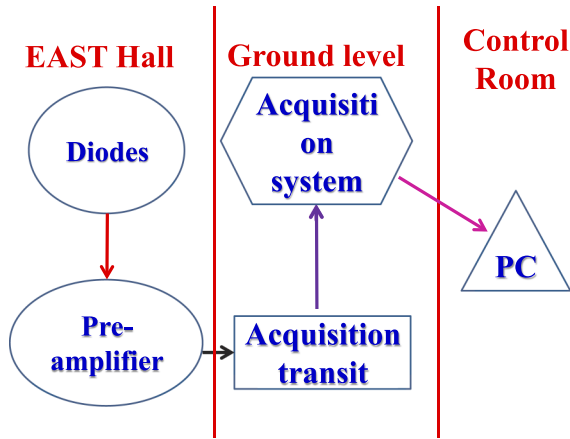 EAST Hall
Diodes
Pre-
amplifier
Ground level
Acquisiti
on
system
Acquisition
transit
Control
Room
PC